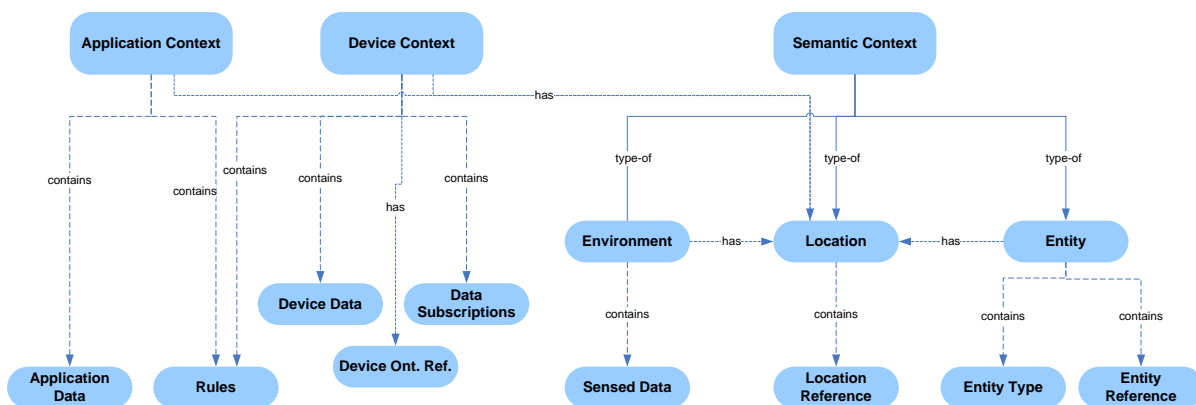 Application Context
Device Context
Semantic Context
has
type-of
type-of
type-of
contains
contains
contains
contains
contains
has
Environment
has
Location
has
Entity
Device Data
Data
Subscriptions
contains
contains
contains
contains
Device Ont. Ref.
Application
Data
Rules
Sensed Data
Location
Reference
Entity Type
Entity
Reference